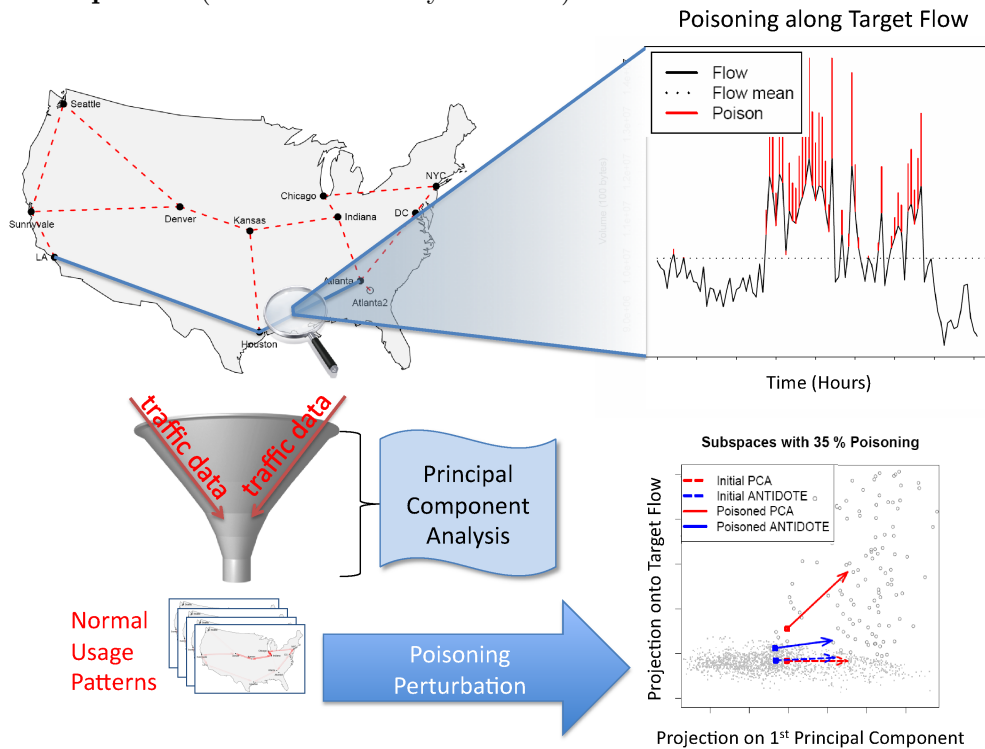 Poisoning along Target Flow
Flow
Flow mean
Poison
Seattle
Sunnyvale
LA
Denver
Kansas
Houston
Chicago
Indiana
NYC
DC
Atlanta
Atlanta2
Time (Hours)
traffic data
traffic data
Principal
Component
Analysis
Normal
Usage
Patterns
Poisoning
Perturbation
Subspaces with 35 % Poisoning
Initial PCA
Initial ANTIDOTE
Poisoned PCA
Poisoned ANTIDOTE
Projection onto Target Flow
Projection on 1st Principal Component